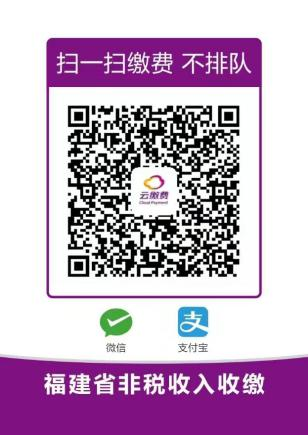 扫一扫缴费 不排队
云缴费
Cloud Payment
微信
支付宝
福建省非税收入收缴